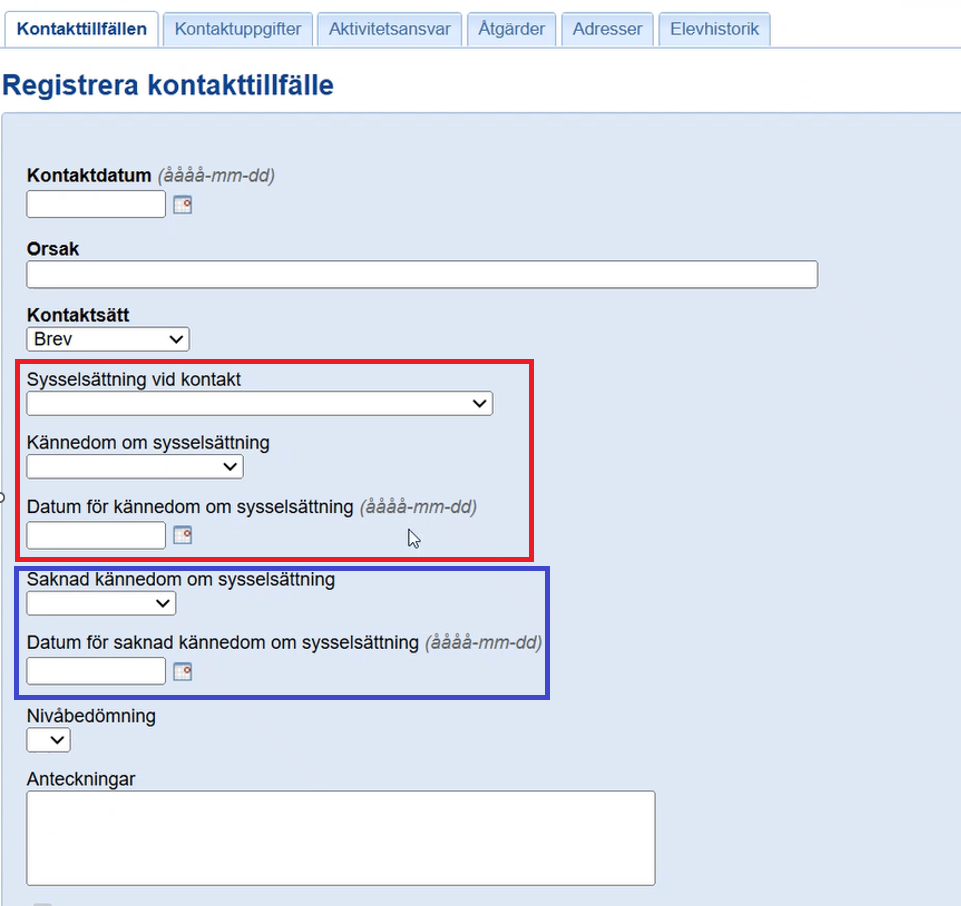 Kontakttillfällen Kontaktuppgifter Aktivitetsansvar Åtgärder Adresser Elevhistorik
Registrera kontakttillfälle
Kontaktdatum (åååå-mm-dd)
Orsak
Kontaktsätt
Brev
Sysselsättning vid kontakt
Kännedom om sysselsättning
Datum för kännedom om sysselsättning (åååå-mm-dd)
Saknad kännedom om sysselsättning
Datum för saknad kännedom om sysselsättning (åååå-mm-dd)
Nivåbedömning
Anteckningar